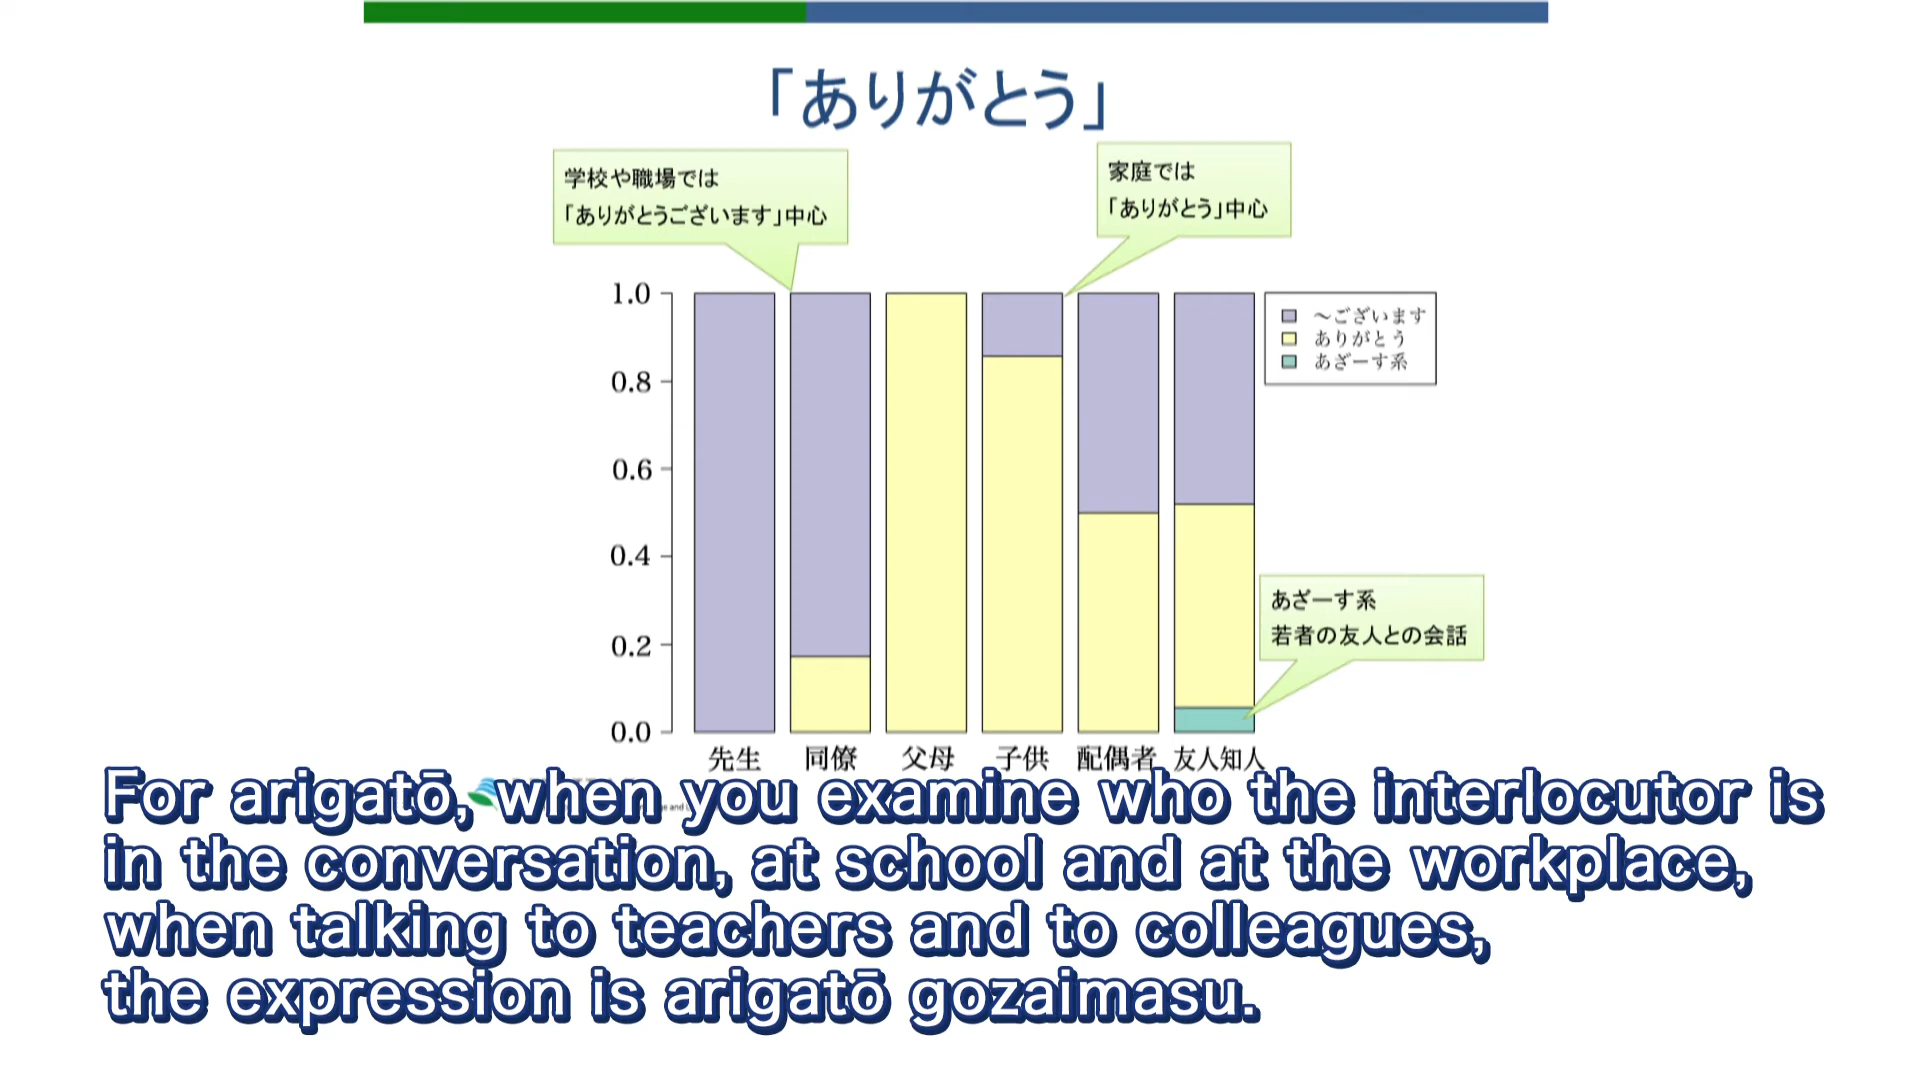 「ありがとう」
学校や職場では
「ありがとうございます」中心
家庭では
「ありがとう」中心
1.0
0.8
0.6
0.4
0.2
0.0
～ございます
ありがとう
あざーす系
あざーす系
若者の友人との会話
先生 同僚 父母 子供 配偶者 友人知人
For arigatō, when you examine who the interlocutor is
in the conversation, at school and at the workplace,
when talking to teachers and to colleagues,
the expression is arigatō gozaimasu.